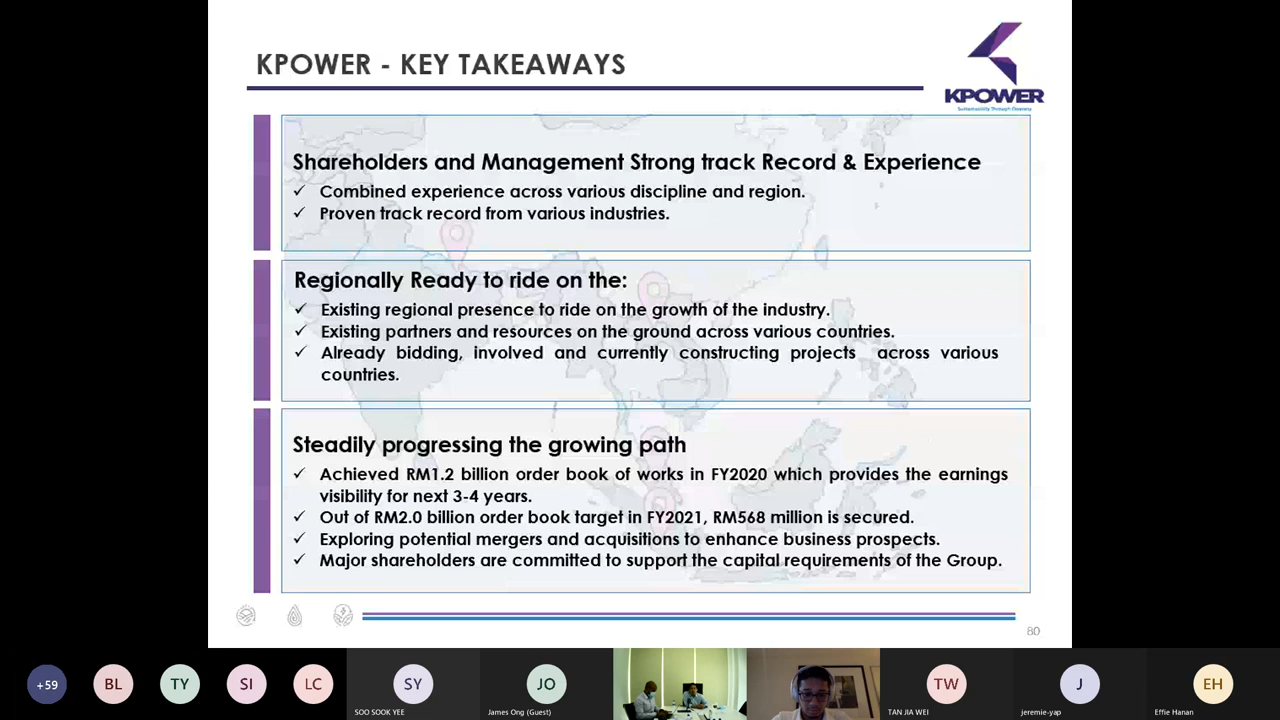 KPOWER - KEY TAKEAWAYS
KPOWER
Sustainability Through Growing
Shareholders and Management Strong track Record & Experience
✓ Combined experience across various discipline and region.
✓ Proven track record from various industries.
Regionally Ready to ride on the:
✓ Existing regional presence to ride on the growth of the industry.
✓ Existing partners and resources on the ground across various countries.
✓ Already bidding, involved and currently constructing projects across various
countries.
Steadily progressing the growing path
✓ Achieved RM1.2 billion order book of works in FY2020 which provides the earnings
visibility for next 3-4 years.
✓ Out of RM2.0 billion order book target in FY2021, RM568 million is secured.
✓ Exploring potential mergers and acquisitions to enhance business prospects.
✓ Major shareholders are committed to support the capital requirements of the Group.
80
+59
BL
TY
SI
LC
SY
SOO SOOK YEE
JO
James Ong (Guest)
TW
TAN JIA WEI
J
jeremie-yap
EH
Effie Hanan